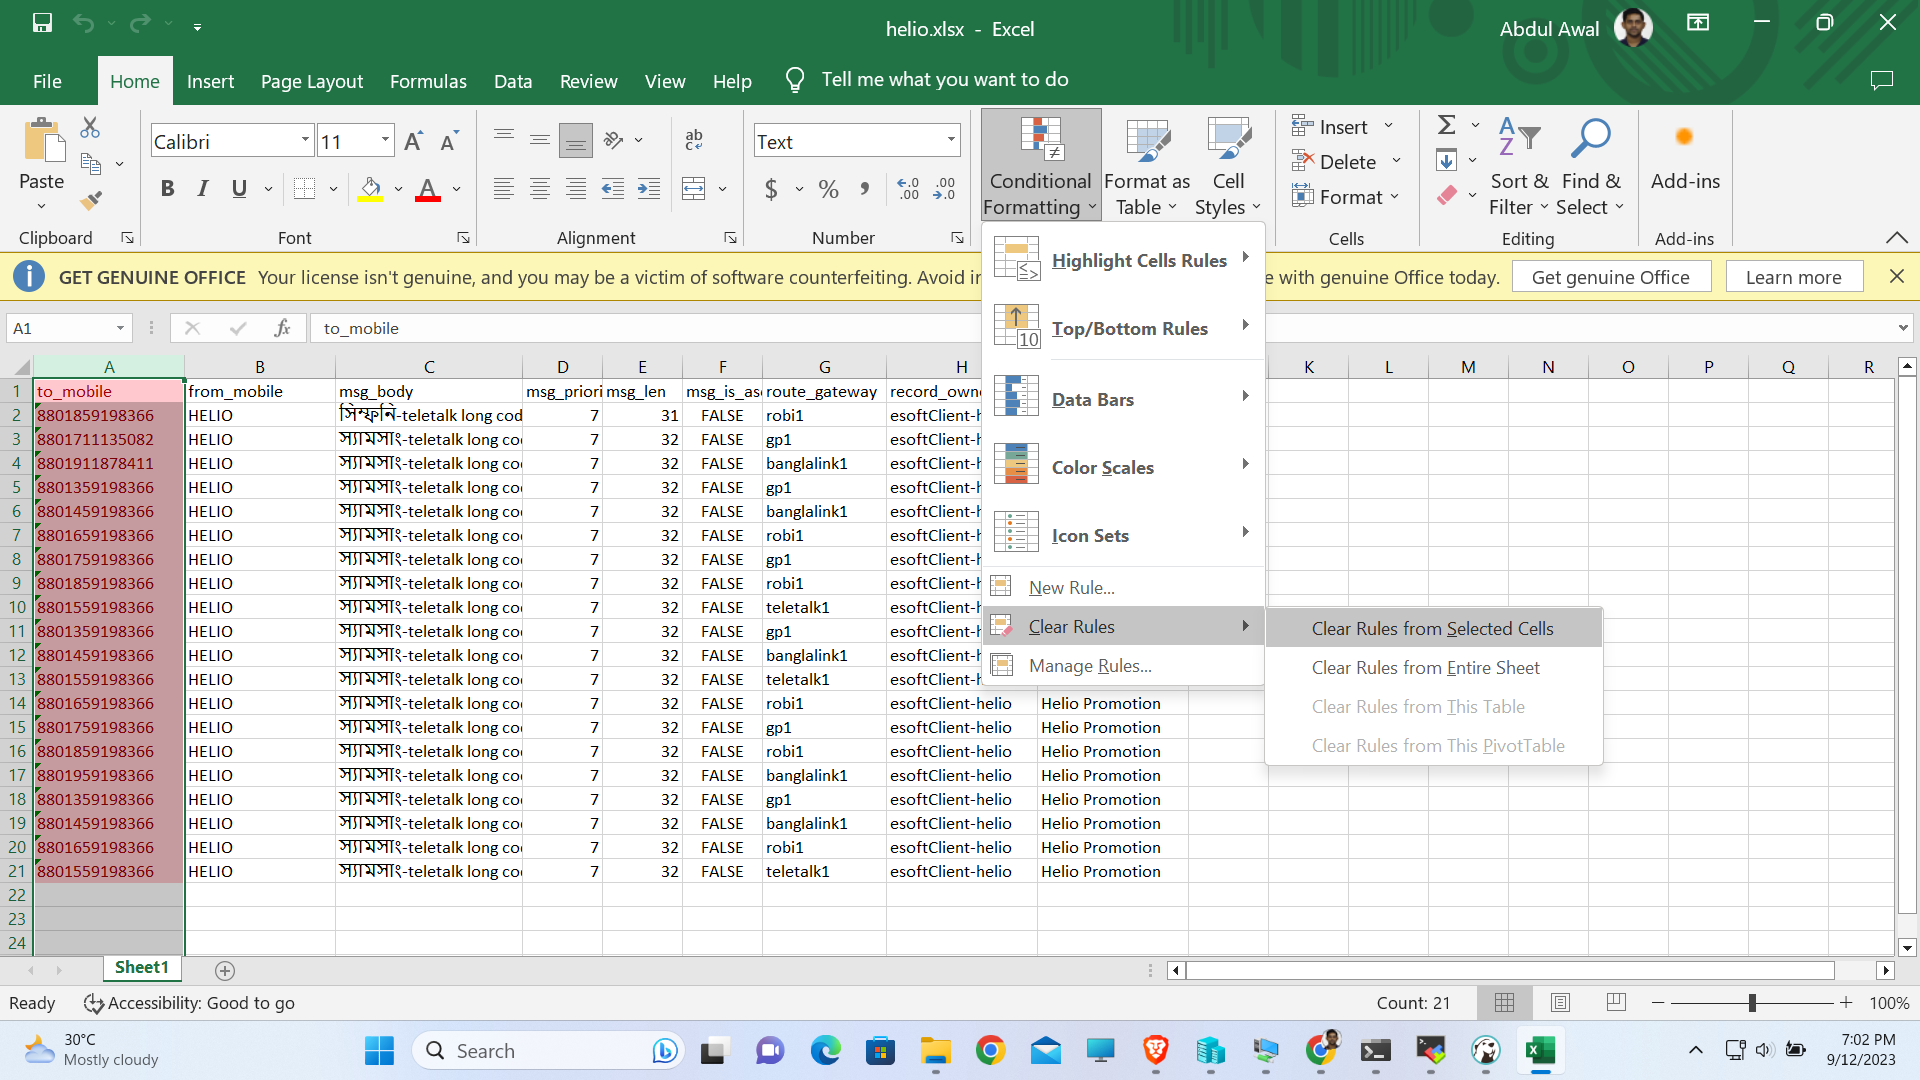 helio.xlsx - Excel
Abdul Awal
File Home Insert Page Layout Formulas Data Review View Help Tell me what you want to do
Paste
Clipboard
Calibri 11
B I U
Font
ab
Alignment
Text
$ % ,
Number
Conditional Formatting
Format as Table
Cell Styles
Insert
Delete
Format
Cells
Sort & Filter
Find & Select
Editing
Add-ins
Add-ins
GET GENUINE OFFICE Your license isn't genuine, and you may be a victim of software counterfeiting. Avoid in e with genuine Office today. Get genuine Office Learn more
A1 fx to_mobile
Highlight Cells Rules
Top/Bottom Rules
Data Bars
Color Scales
Icon Sets
New Rule...
Clear Rules
Manage Rules...
Clear Rules from Selected Cells
Clear Rules from Entire Sheet
Clear Rules from This Table
Clear Rules from This PivotTable
A B C D E F G H K L M N O P Q R
1 to_mobile from_mobile msg_body msg_priori msg_len msg_is_asc route_gateway record_owne
2 8801859198366 HELIO সিম্ফনি-teletalk long cod 7 31 FALSE robi1 esoftClient-h
3 8801711135082 HELIO স্যামসাং-teletalk long co 7 32 FALSE gp1 esoftClient-h
4 8801911878411 HELIO স্যামসাং-teletalk long co 7 32 FALSE banglalink1 esoftClient-h
5 8801359198366 HELIO স্যামসাং-teletalk long co 7 32 FALSE gp1 esoftClient-h
6 8801459198366 HELIO স্যামসাং-teletalk long co 7 32 FALSE banglalink1 esoftClient-h
7 8801659198366 HELIO স্যামসাং-teletalk long co 7 32 FALSE robi1 esoftClient-h
8 8801759198366 HELIO স্যামসাং-teletalk long co 7 32 FALSE gp1 esoftClient-h
9 8801859198366 HELIO স্যামসাং-teletalk long co 7 32 FALSE robi1 esoftClient-h
10 8801559198366 HELIO স্যামসাং-teletalk long co 7 32 FALSE teletalk1 esoftClient-h
11 8801359198366 HELIO স্যামসাং-teletalk long co 7 32 FALSE gp1 esoftClient-h
12 8801459198366 HELIO স্যামসাং-teletalk long co 7 32 FALSE banglalink1 esoftClient-h
13 8801559198366 HELIO স্যামসাং-teletalk long co 7 32 FALSE teletalk1 esoftClient-h
14 8801659198366 HELIO স্যামসাং-teletalk long co 7 32 FALSE robi1 esoftClient-helio Helio Promotion
15 8801759198366 HELIO স্যামসাং-teletalk long co 7 32 FALSE gp1 esoftClient-helio Helio Promotion
16 8801859198366 HELIO স্যামসাং-teletalk long co 7 32 FALSE robi1 esoftClient-helio Helio Promotion
17 8801959198366 HELIO স্যামসাং-teletalk long co 7 32 FALSE banglalink1 esoftClient-helio Helio Promotion
18 8801359198366 HELIO স্যামসাং-teletalk long co 7 32 FALSE gp1 esoftClient-helio Helio Promotion
19 8801459198366 HELIO স্যামসাং-teletalk long co 7 32 FALSE banglalink1 esoftClient-helio Helio Promotion
20 8801659198366 HELIO স্যামসাং-teletalk long co 7 32 FALSE robi1 esoftClient-helio Helio Promotion
21 8801559198366 HELIO স্যামসাং-teletalk long co 7 32 FALSE teletalk1 esoftClient-helio Helio Promotion
22
23
24
Sheet1
Ready Accessibility: Good to go Count: 21 100%
30°C
Mostly cloudy
Search
7:02 PM
9/12/2023